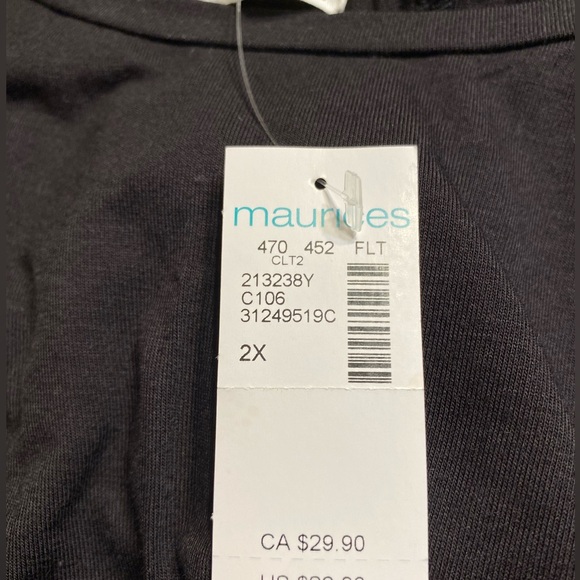 maurices
470 452 FLT
CLT2
213238Y
C106
31249519C
2X
CA $29.90